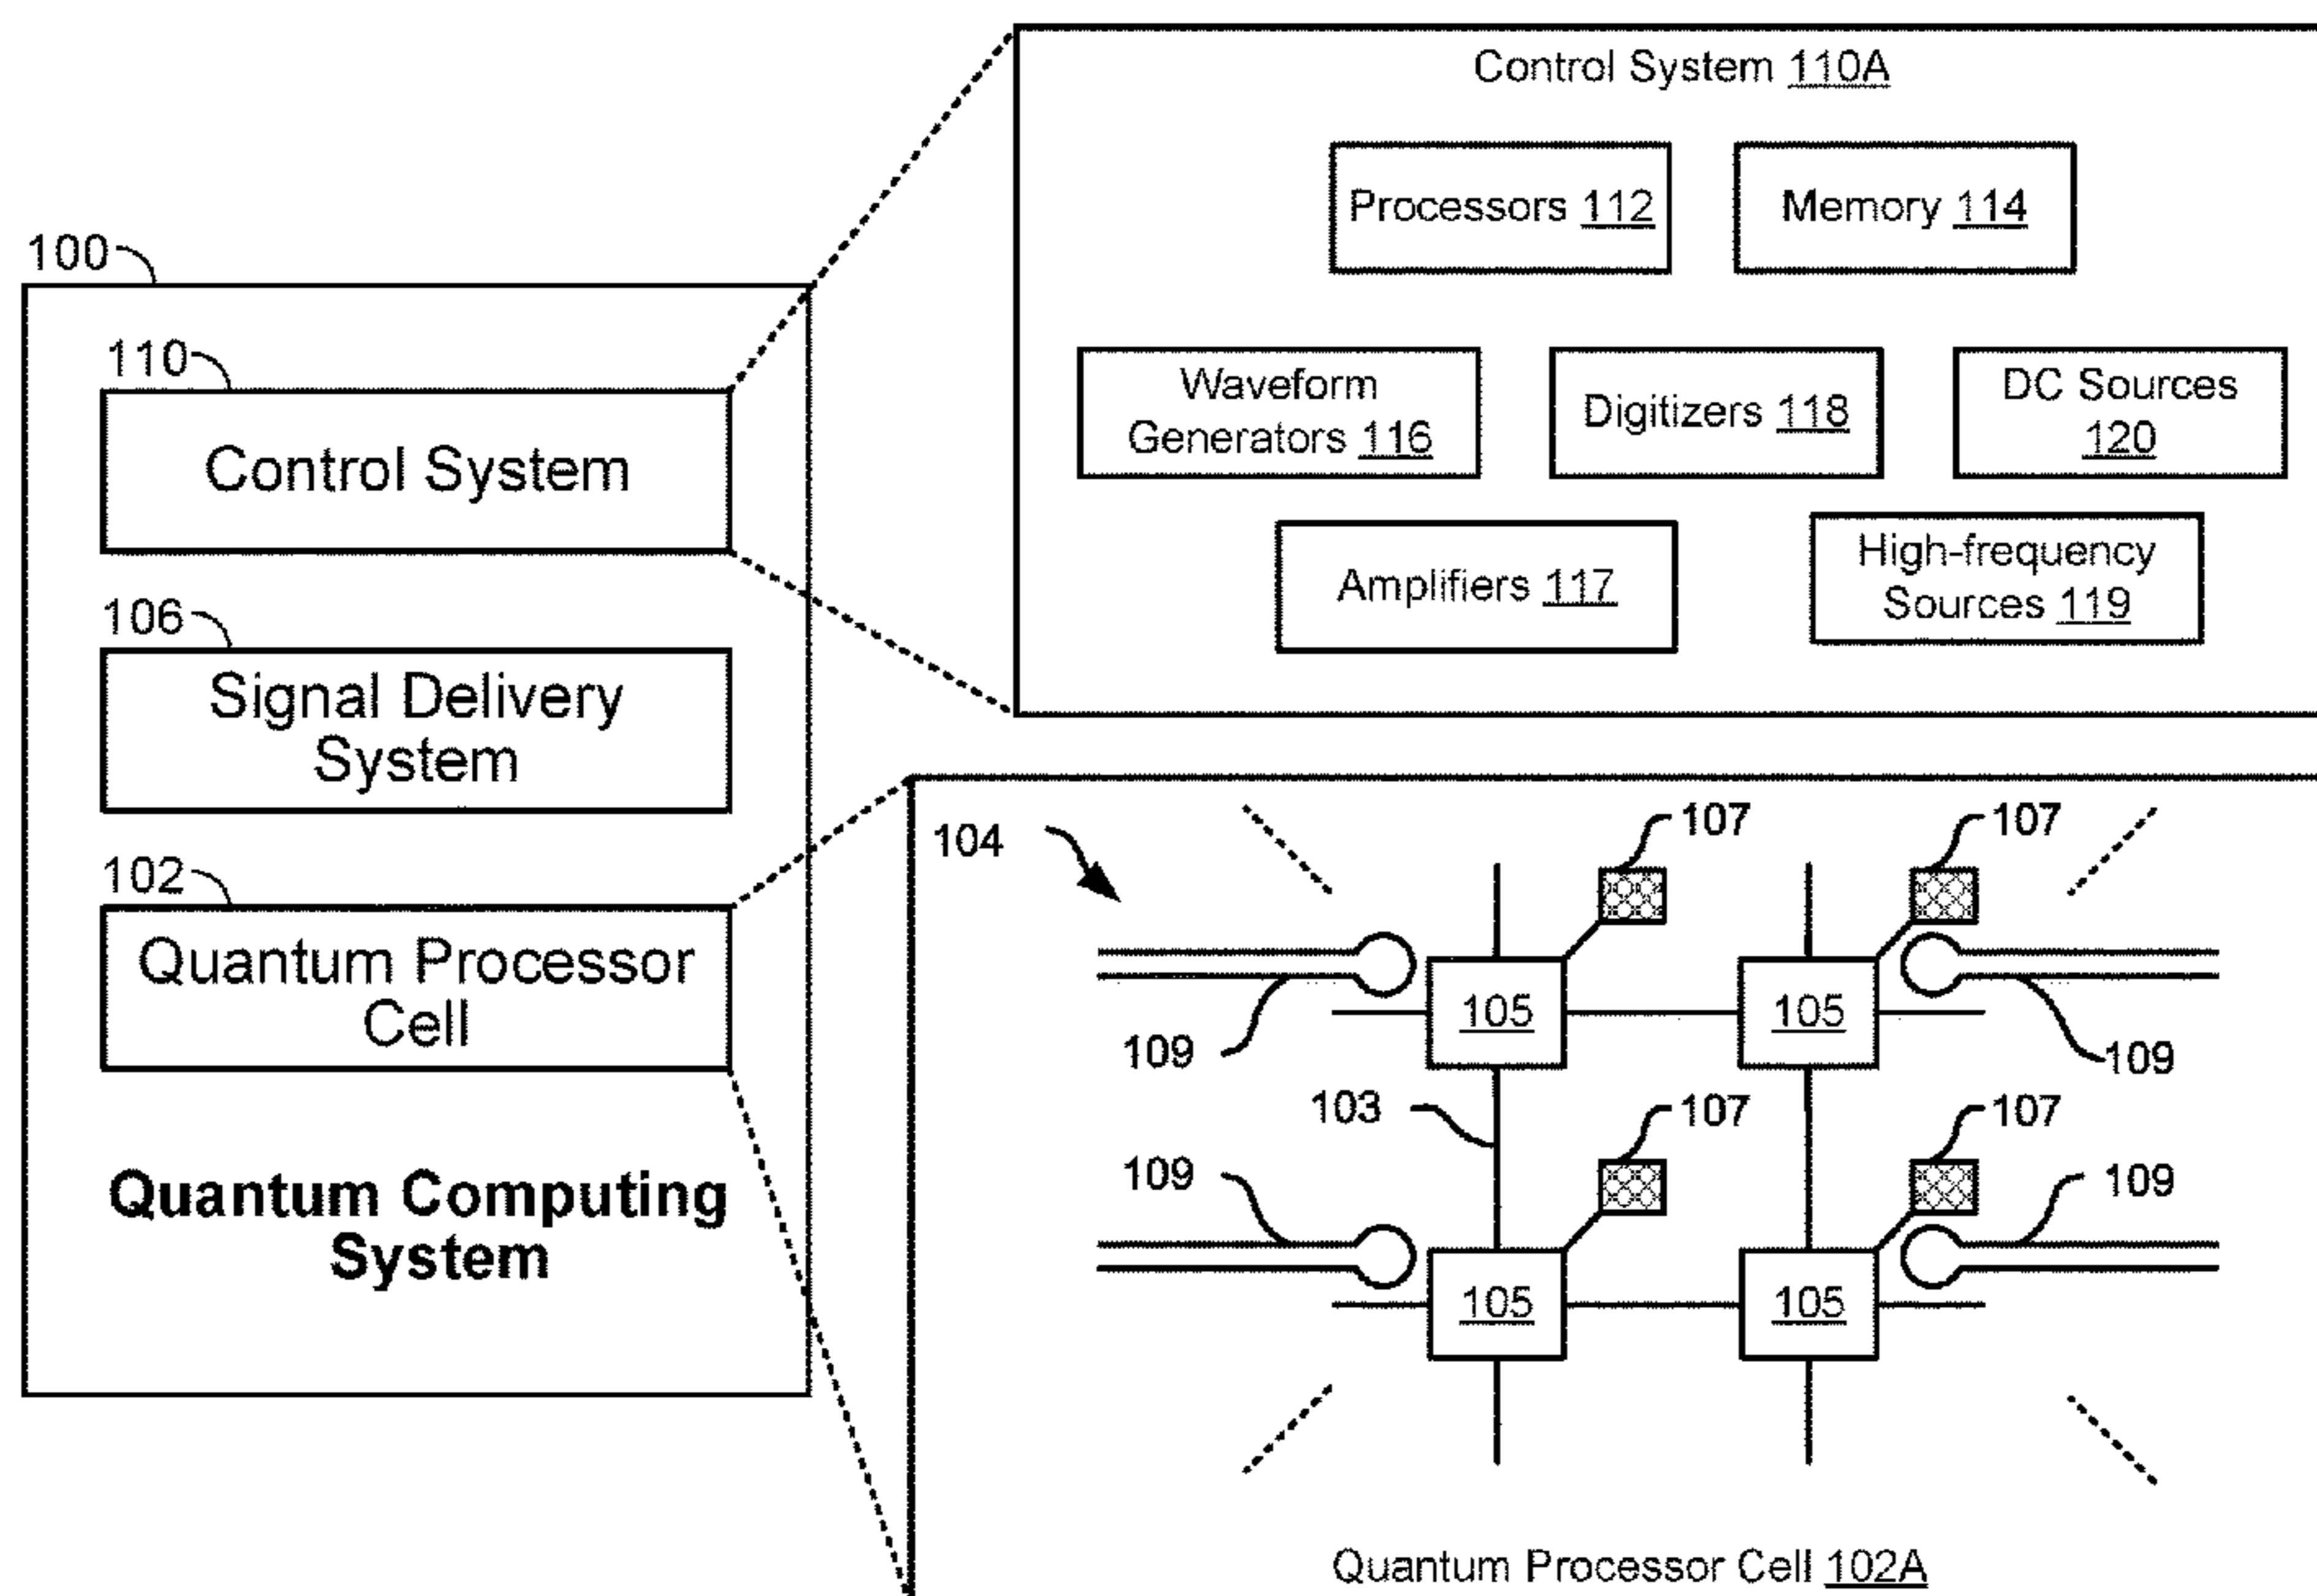 100
110
Control System
106
Signal Delivery
System
102
Quantum Processor
Cell
Quantum Computing
System
Control System 110A
Processors 112
Memory 114
Waveform
Generators 116
Digitizers 118
DC Sources
120
Amplifiers 117
High-frequency
Sources 119
104
107
107
105
105
109
109
103
107
107
109
109
105
105
Quantum Processor Cell 102A